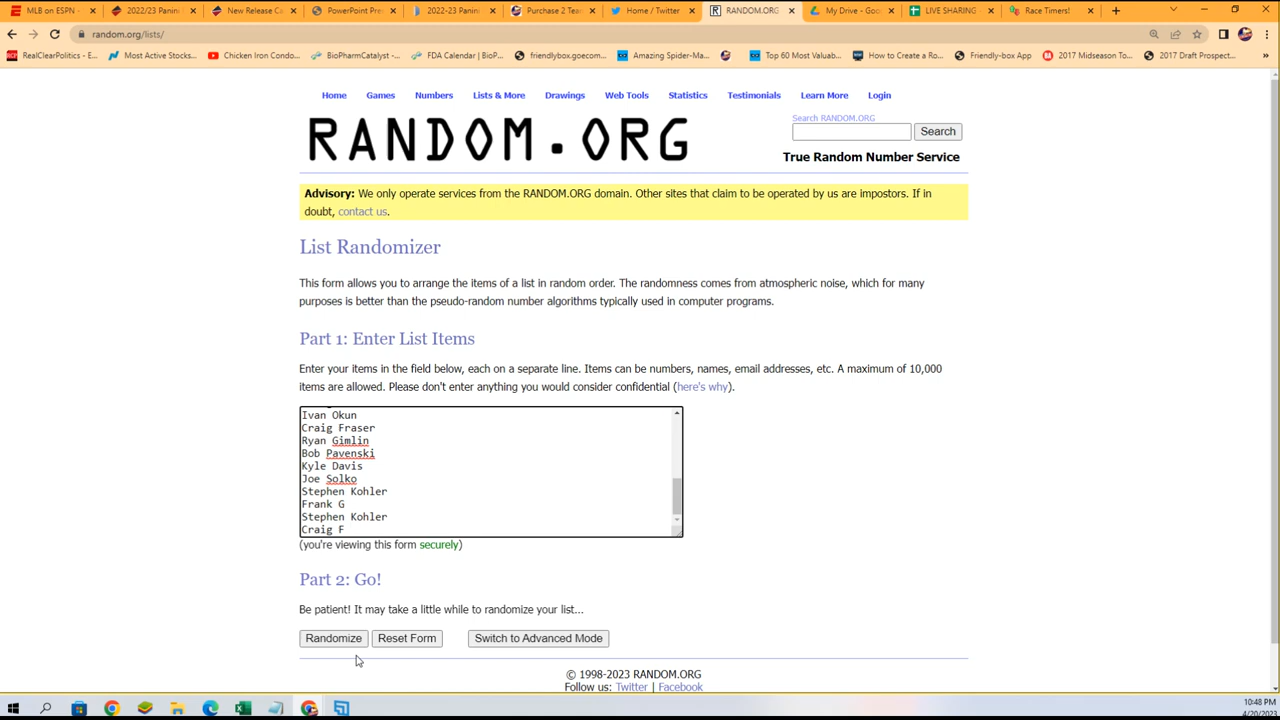 MLB on ESPN -
2022/23 Panini
New Release Ca
PowerPoint Pre
2022-23 Panini
Purchase 2 Team
Home / Twitter
RANDOM.ORG
My Drive - Goo
LIVE SHARING -
Race Timers!
random.org/lists/
RealClearPolitics - E...
Most Active Stocks...
Chicken Iron Condo...
BioPharmCatalyst -...
FDA Calendar | BioP...
friendlybox.goecom...
Amazing Spider-Ma...
Top 60 Most Valuab...
How to Create a Ro...
Friendly-box App
2017 Midseason To...
2017 Draft Prospect...
Home Games Numbers Lists & More Drawings Web Tools Statistics Testimonials Learn More Login
Search RANDOM.ORG
RANDOM.ORG
Search
True Random Number Service
Advisory: We only operate services from the RANDOM.ORG domain. Other sites that claim to be operated by us are impostors. If in
doubt, contact us.
List Randomizer
This form allows you to arrange the items of a list in random order. The randomness comes from atmospheric noise, which for many
purposes is better than the pseudo-random number algorithms typically used in computer programs.
Part 1: Enter List Items
Enter your items in the field below, each on a separate line. Items can be numbers, names, email addresses, etc. A maximum of 10,000
items are allowed. Please don't enter anything you would consider confidential (here's why).
Ivan Okun
Craig Fraser
Ryan Gimlin
Bob Pavenski
Kyle Davis
Joe Solko
Stephen Kohler
Frank G
Stephen Kohler
Craig F
(you're viewing this form securely)
Part 2: Go!
Be patient! It may take a little while to randomize your list...
Randomize Reset Form Switch to Advanced Mode
© 1998-2023 RANDOM.ORG
Follow us: Twitter | Facebook
10:48 PM
4/20/2023